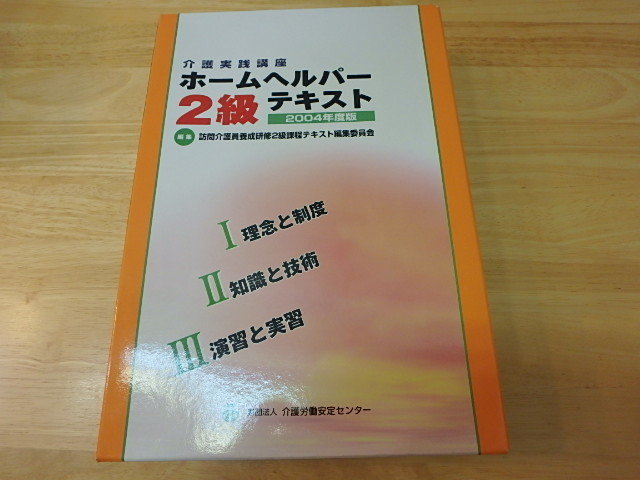 介護実践講座
ホームヘルパー
2級 テキスト
2004年度版
編集 訪問介護員養成研修2級課程テキスト編集委員会
I 理念と制度
II 知識と技術
III 演習と実習
財団法人 介護労働安定センター